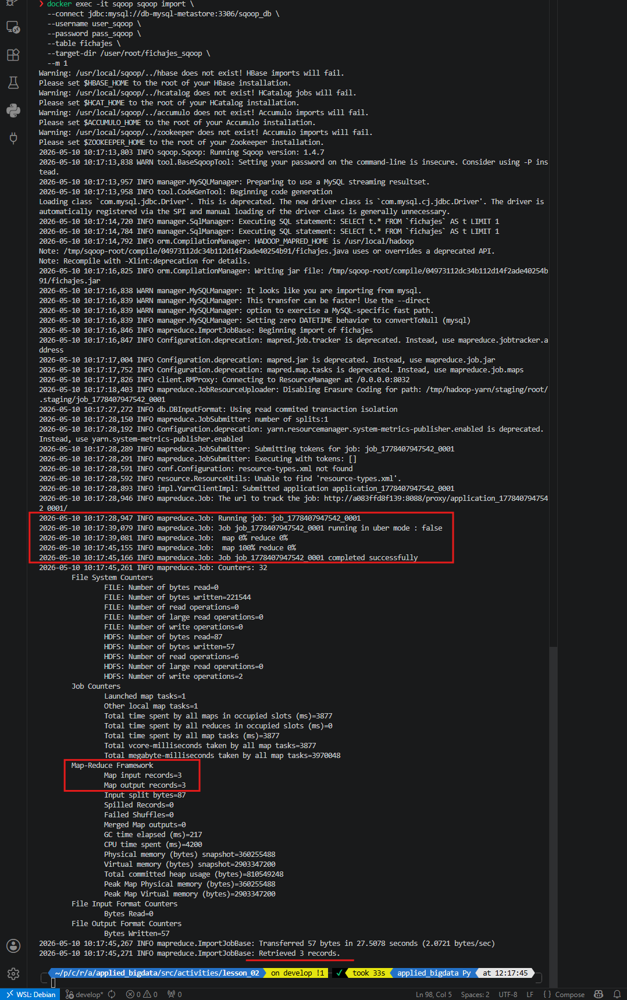 ❯ docker exec -it sqoop sqoop import \
--connect jdbc:mysql://db-mysql-metastore:3306/sqoop_db \
--username user_sqoop \
--password pass_sqoop \
--table fichajes \
--target-dir /user/root/fichajes_sqoop \
--m 1
Warning: /usr/local/sqoop/../hbase does not exist! HBase imports will fail.
Please set $HBASE_HOME to the root of your HBase installation.
Warning: /usr/local/sqoop/../hcatalog does not exist! HCatalog jobs will fail.
Please set $HCAT_HOME to the root of your HCatalog installation.
Warning: /usr/local/sqoop/../accumulo does not exist! Accumulo imports will fail.
Please set $ACCUMULO_HOME to the root of your Accumulo installation.
Warning: /usr/local/sqoop/../zookeeper does not exist! Accumulo imports will fail.
Please set $ZOOKEEPER_HOME to the root of your Zookeeper installation.
2026-05-10 10:17:13,803 INFO sqoop.Sqoop: Running Sqoop version: 1.4.7
2026-05-10 10:17:13,838 WARN tool.BaseSqoopTool: Setting your password on the command-line is insecure. Consider using -P ins
tead.
2026-05-10 10:17:13,957 INFO manager.MySQLManager: Preparing to use a MySQL streaming resultset.
2026-05-10 10:17:13,958 INFO tool.CodeGenTool: Beginning code generation
Loading class `com.mysql.jdbc.Driver'. This is deprecated. The new driver class is `com.mysql.cj.jdbc.Driver'. The driver is
automatically registered via the SPI and manual loading of the driver class is generally unnecessary.
2026-05-10 10:17:14,720 INFO manager.SqlManager: Executing SQL statement: SELECT t.* FROM `fichajes` AS t LIMIT 1
2026-05-10 10:17:14,784 INFO manager.SqlManager: Executing SQL statement: SELECT t.* FROM `fichajes` AS t LIMIT 1
2026-05-10 10:17:14,792 INFO orm.CompilationManager: HADOOP_MAPRED_HOME is /usr/local/hadoop
Note: /tmp/sqoop-root/compile/04973112dc34b112d14f2ade40254b91/fichajes.java uses or overrides a deprecated API.
Note: Recompile with -Xlint:deprecation for details.
2026-05-10 10:17:16,825 INFO orm.CompilationManager: Writing jar file: /tmp/sqoop-root/compile/04973112dc34b112d14f2ade40254b
91/fichajes.jar
2026-05-10 10:17:16,838 WARN manager.MySQLManager: It looks like you are importing from mysql.
2026-05-10 10:17:16,839 WARN manager.MySQLManager: This transfer can be faster! Use the --direct
2026-05-10 10:17:16,839 WARN manager.MySQLManager: option to exercise a MySQL-specific fast path.
2026-05-10 10:17:16,839 INFO manager.MySQLManager: Setting zero DATETIME behavior to convertToNull (mysql)
2026-05-10 10:17:16,846 INFO mapreduce.ImportJobBase: Beginning import of fichajes
2026-05-10 10:17:16,847 INFO Configuration.deprecation: mapred.job.tracker is deprecated. Instead, use mapreduce.jobtracker.a
ddress
2026-05-10 10:17:17,004 INFO Configuration.deprecation: mapred.jar is deprecated. Instead, use mapreduce.job.jar
2026-05-10 10:17:17,752 INFO Configuration.deprecation: mapred.map.tasks is deprecated. Instead, use mapreduce.job.maps
2026-05-10 10:17:17,826 INFO client.RMProxy: Connecting to ResourceManager at /0.0.0.0:8032
2026-05-10 10:17:18,403 INFO mapreduce.JobResourceUploader: Disabling Erasure Coding for path: /tmp/hadoop-yarn/staging/root/
.staging/job_1778407947542_0001
2026-05-10 10:17:27,272 INFO db.DBInputFormat: Using read commited transaction isolation
2026-05-10 10:17:28,150 INFO mapreduce.JobSubmitter: number of splits:1
2026-05-10 10:17:28,192 INFO Configuration.deprecation: yarn.resourcemanager.system-metrics-publisher.enabled is deprecated.
Instead, use yarn.system-metrics-publisher.enabled
2026-05-10 10:17:28,289 INFO mapreduce.JobSubmitter: Submitting tokens for job: job_1778407947542_0001
2026-05-10 10:17:28,291 INFO mapreduce.JobSubmitter: Executing with tokens: []
2026-05-10 10:17:28,591 INFO conf.Configuration: resource-types.xml not found
2026-05-10 10:17:28,592 INFO resource.ResourceUtils: Unable to find 'resource-types.xml'.
2026-05-10 10:17:28,893 INFO impl.YarnClientImpl: Submitted application application_1778407947542_0001
2026-05-10 10:17:28,946 INFO mapreduce.Job: The url to track the job: http://a083ffd8f139:8088/proxy/application_177840794754
2_0001/
2026-05-10 10:17:28,947 INFO mapreduce.Job: Running job: job_1778407947542_0001
2026-05-10 10:17:39,079 INFO mapreduce.Job: Job job_1778407947542_0001 running in uber mode : false
2026-05-10 10:17:39,081 INFO mapreduce.Job:  map 0% reduce 0%
2026-05-10 10:17:45,155 INFO mapreduce.Job:  map 100% reduce 0%
2026-05-10 10:17:45,166 INFO mapreduce.Job: Job job_1778407947542_0001 completed successfully
2026-05-10 10:17:45,261 INFO mapreduce.Job: Counters: 32
File System Counters
FILE: Number of bytes read=0
FILE: Number of bytes written=221544
FILE: Number of read operations=0
FILE: Number of large read operations=0
FILE: Number of write operations=0
HDFS: Number of bytes read=87
HDFS: Number of bytes written=57
HDFS: Number of read operations=6
HDFS: Number of large read operations=0
HDFS: Number of write operations=2
Job Counters
Launched map tasks=1
Other local map tasks=1
Total time spent by all maps in occupied slots (ms)=3877
Total time spent by all reduces in occupied slots (ms)=0
Total time spent by all map tasks (ms)=3877
Total vcore-milliseconds taken by all map tasks=3877
Total megabyte-milliseconds taken by all map tasks=3970048
Map-Reduce Framework
Map input records=3
Map output records=3
Input split bytes=87
Spilled Records=0
Failed Shuffles=0
Merged Map outputs=0
GC time elapsed (ms)=217
CPU time spent (ms)=4200
Physical memory (bytes) snapshot=360255488
Virtual memory (bytes) snapshot=2903347200
Total committed heap usage (bytes)=810549248
Peak Map Physical memory (bytes)=360255488
Peak Map Virtual memory (bytes)=2903347200
File Input Format Counters
Bytes Read=0
File Output Format Counters
Bytes Written=57
2026-05-10 10:17:45,267 INFO mapreduce.ImportJobBase: Transferred 57 bytes in 27.5078 seconds (2.0721 bytes/sec)
2026-05-10 10:17:45,271 INFO mapreduce.ImportJobBase: Retrieved 3 records.
~/p/c/r/a/applied_bigdata/src/activities/lesson_02 on develop !1 ✓ took 33s applied_bigdata Py at 12:17:45
WSL: Debian develop* 0 0 0 Ln 98, Col 5 Spaces: 2 UTF-8 LF { } Compose